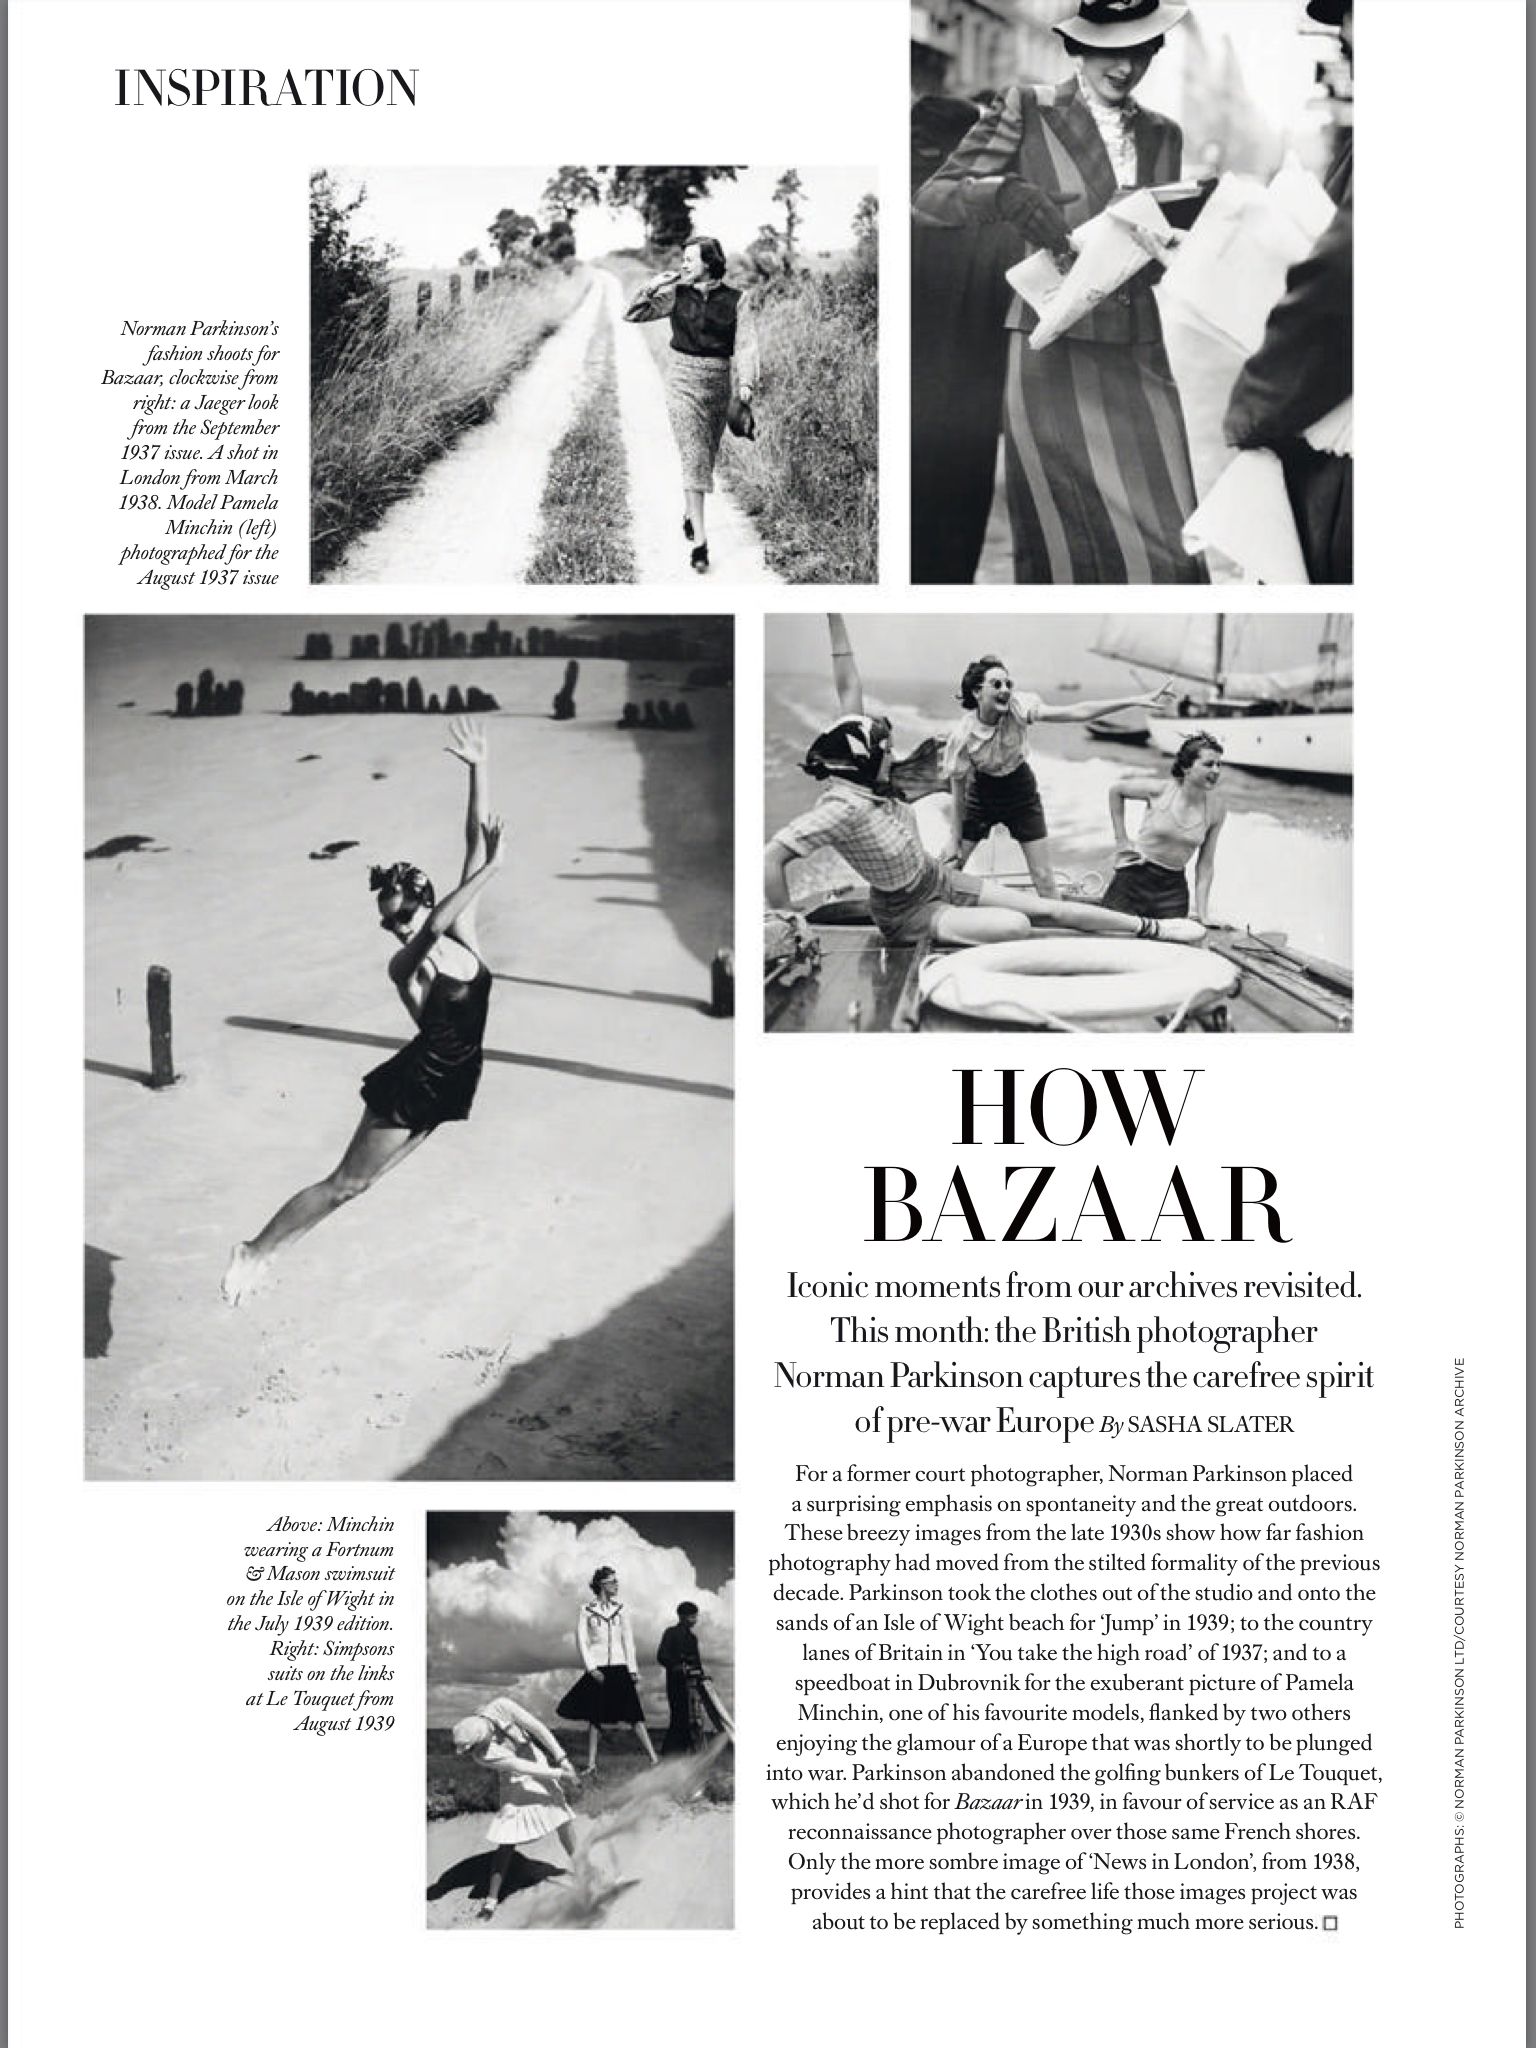 INSPIRATION
Norman Parkinson's
fashion shoots for
Bazaar, clockwise from
right: a Jaeger look
from the September
1937 issue. A shot in
London from March
1938. Model Pamela
Minchin (left)
photographed for the
August 1937 issue
HOW
BAZAAR
Iconic moments from our archives revisited.
This month: the British photographer
Norman Parkinson captures the carefree spirit
of pre-war Europe By SASHA SLATER
For a former court photographer, Norman Parkinson placed
a surprising emphasis on spontaneity and the great outdoors.
These breezy images from the late 1930s show how far fashion
photography had moved from the stilted formality of the previous
decade. Parkinson took the clothes out of the studio and onto the
sands of an Isle of Wight beach for ‘Jump’ in 1939; to the country
lanes of Britain in ‘You take the high road’ of 1937; and to a
speedboat in Dubrovnik for the exuberant picture of Pamela
Minchin, one of his favourite models, flanked by two others
enjoying the glamour of a Europe that was shortly to be plunged
into war. Parkinson abandoned the golfing bunkers of Le Touquet,
which he’d shot for Bazaar in 1939, in favour of service as an RAF
reconnaissance photographer over those same French shores.
Only the more sombre image of ‘News in London’, from 1938,
provides a hint that the carefree life those images project was
about to be replaced by something much more serious.
Above: Minchin
wearing a Fortnum
& Mason swimsuit
on the Isle of Wight in
the July 1939 edition.
Right: Simpsons
suits on the links
at Le Touquet from
August 1939
PHOTOGRAPHS: © NORMAN PARKINSON LTD/COURTESY NORMAN PARKINSON ARCHIVE